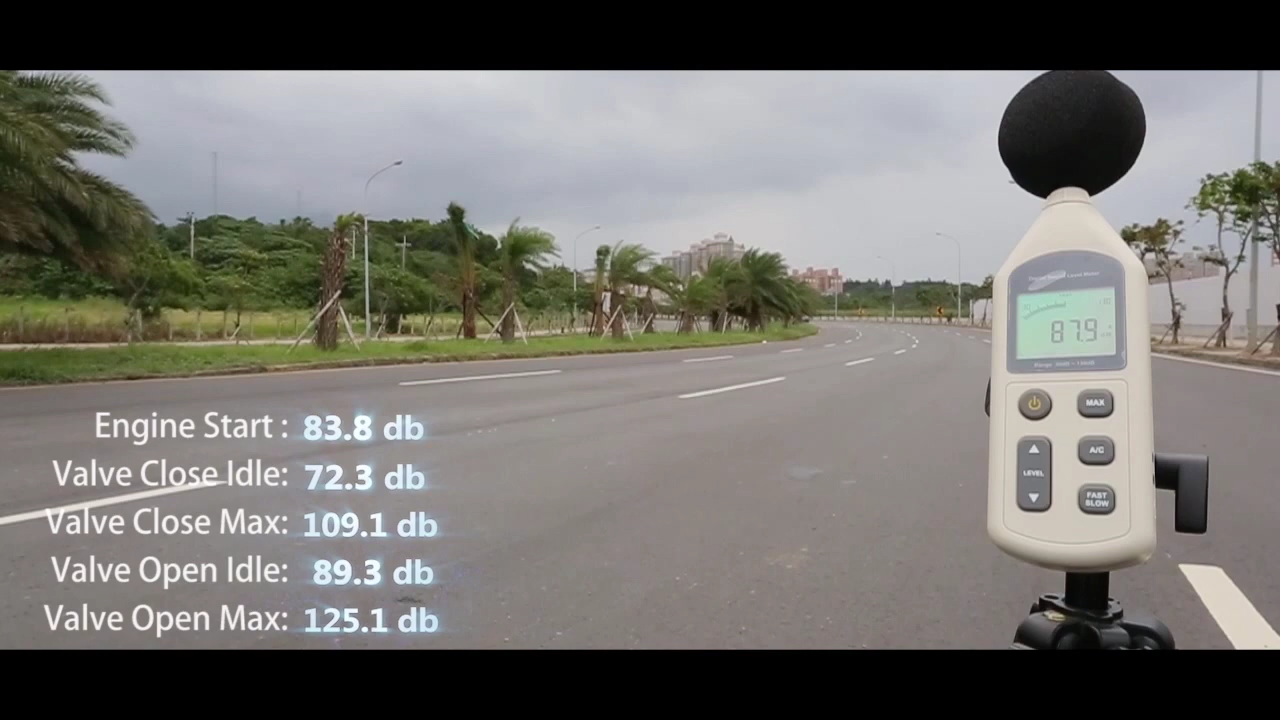 Engine Start : 83.8 db
Valve Close Idle: 72.3 db
Valve Close Max: 109.1 db
Valve Open Idle: 89.3 db
Valve Open Max: 125.1 db
87.9
MAX
A/C
LEVEL
FAST
SLOW